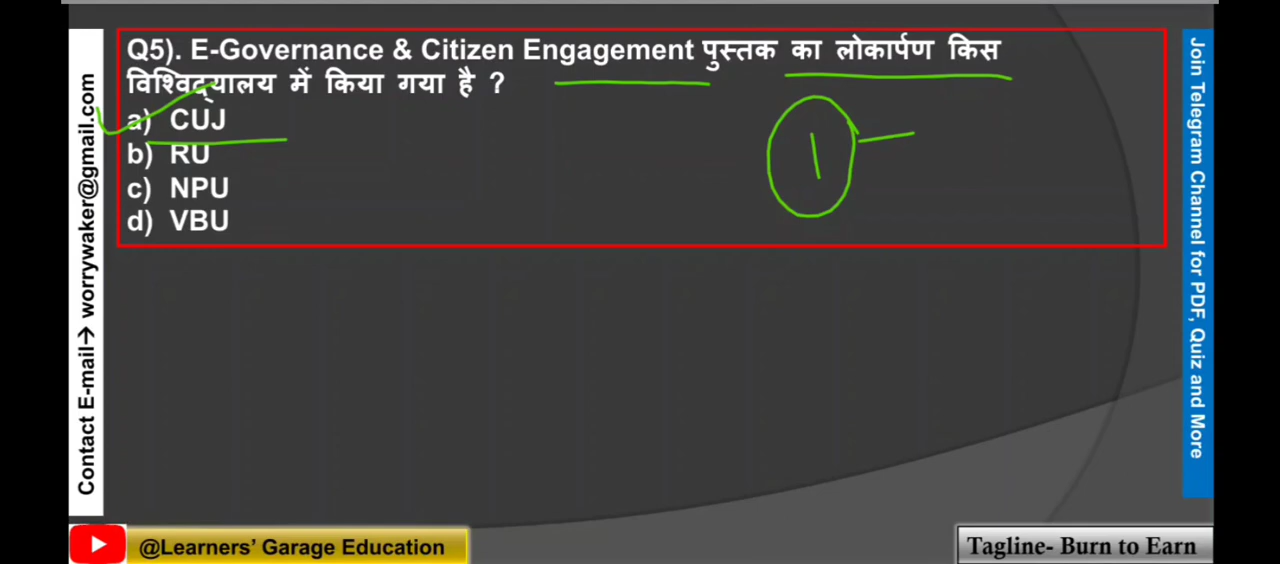 Q5). E-Governance & Citizen Engagement पुस्तक का लोकार्पण किस
विश्विद्यालय में किया गया है ?
a) CUJ
b) RU
c) NPU
d) VBU
1
Contact E-mail→ worrywaker@gmail.com
Join Telegram Channel for PDF, Quiz and More
@Learners’ Garage Education
Tagline- Burn to Earn